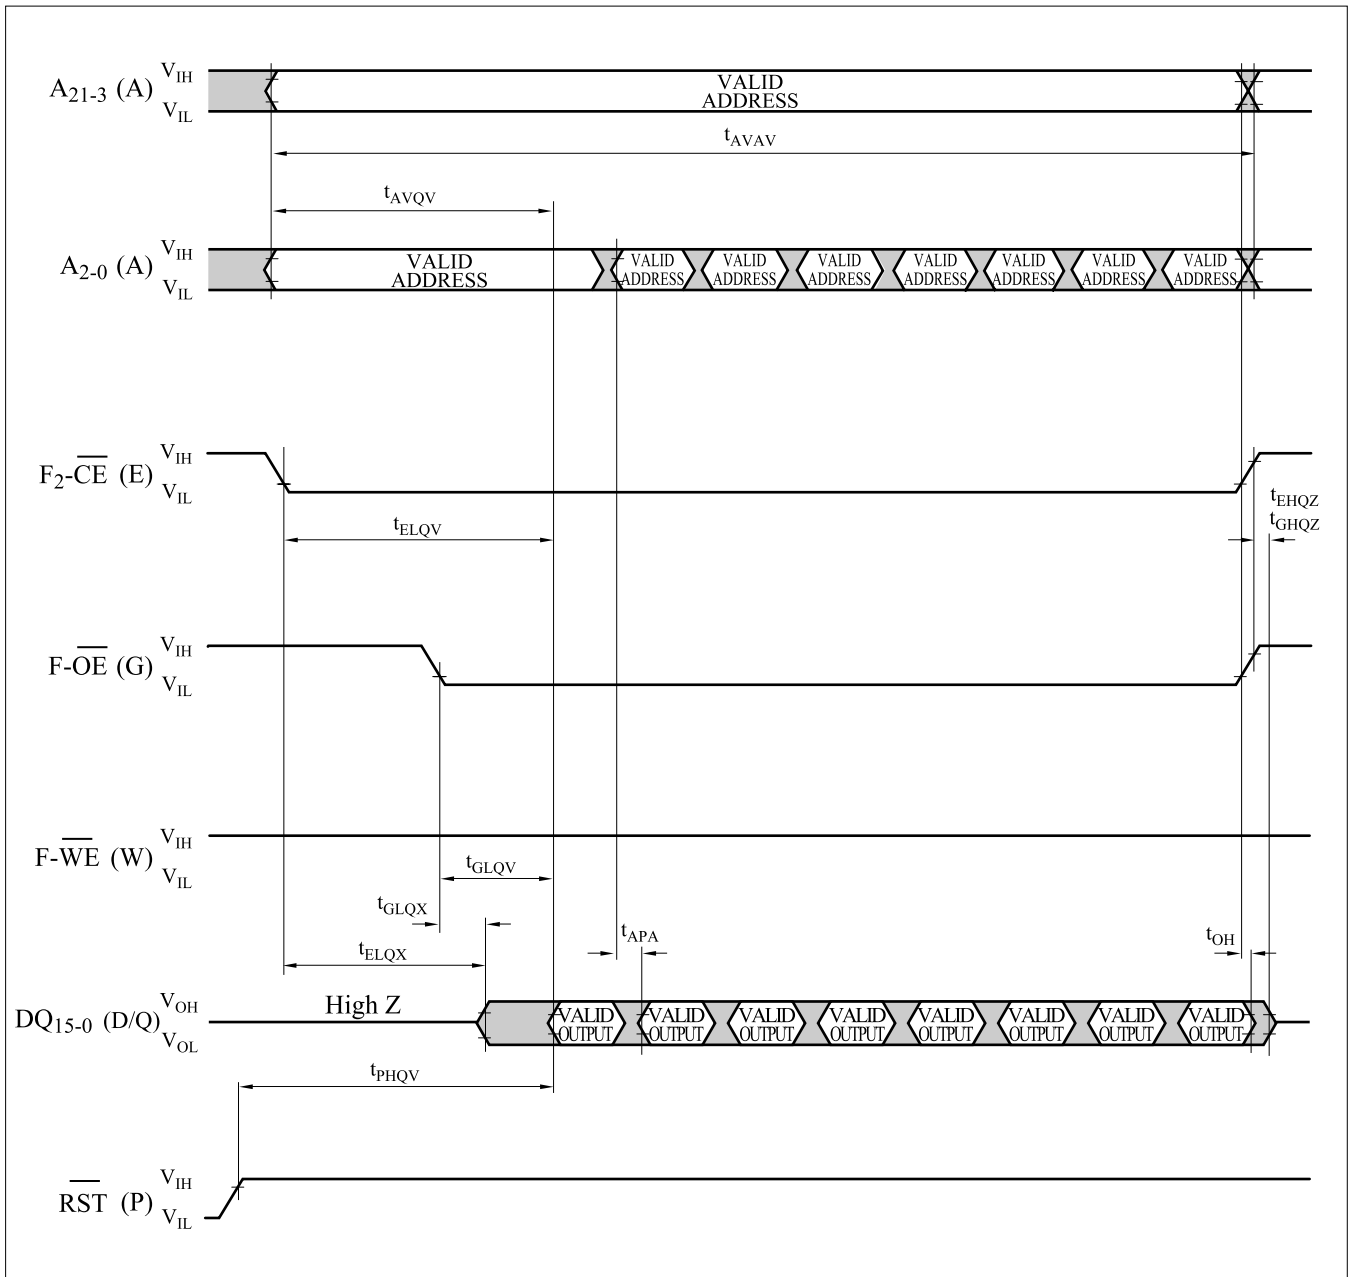 A21-3 (A) VIH VIL VALID ADDRESS
tAVAV
tAVQV
A2-0 (A) VIH VIL VALID ADDRESS VALID ADDRESS VALID ADDRESS VALID ADDRESS VALID ADDRESS VALID ADDRESS VALID ADDRESS VALID ADDRESS
F2-CE (E) VIH VIL
tEHQZ
tGHQZ
tELQV
F-OE (G) VIH VIL
F-WE (W) VIH VIL
tGLQV
tGLQX
tAPA
tOH
tELQX
DQ15-0 (D/Q) VOH VOL High Z VALID OUTPUT VALID OUTPUT VALID OUTPUT VALID OUTPUT VALID OUTPUT VALID OUTPUT VALID OUTPUT VALID OUTPUT
tPHQV
RST (P) VIH VIL